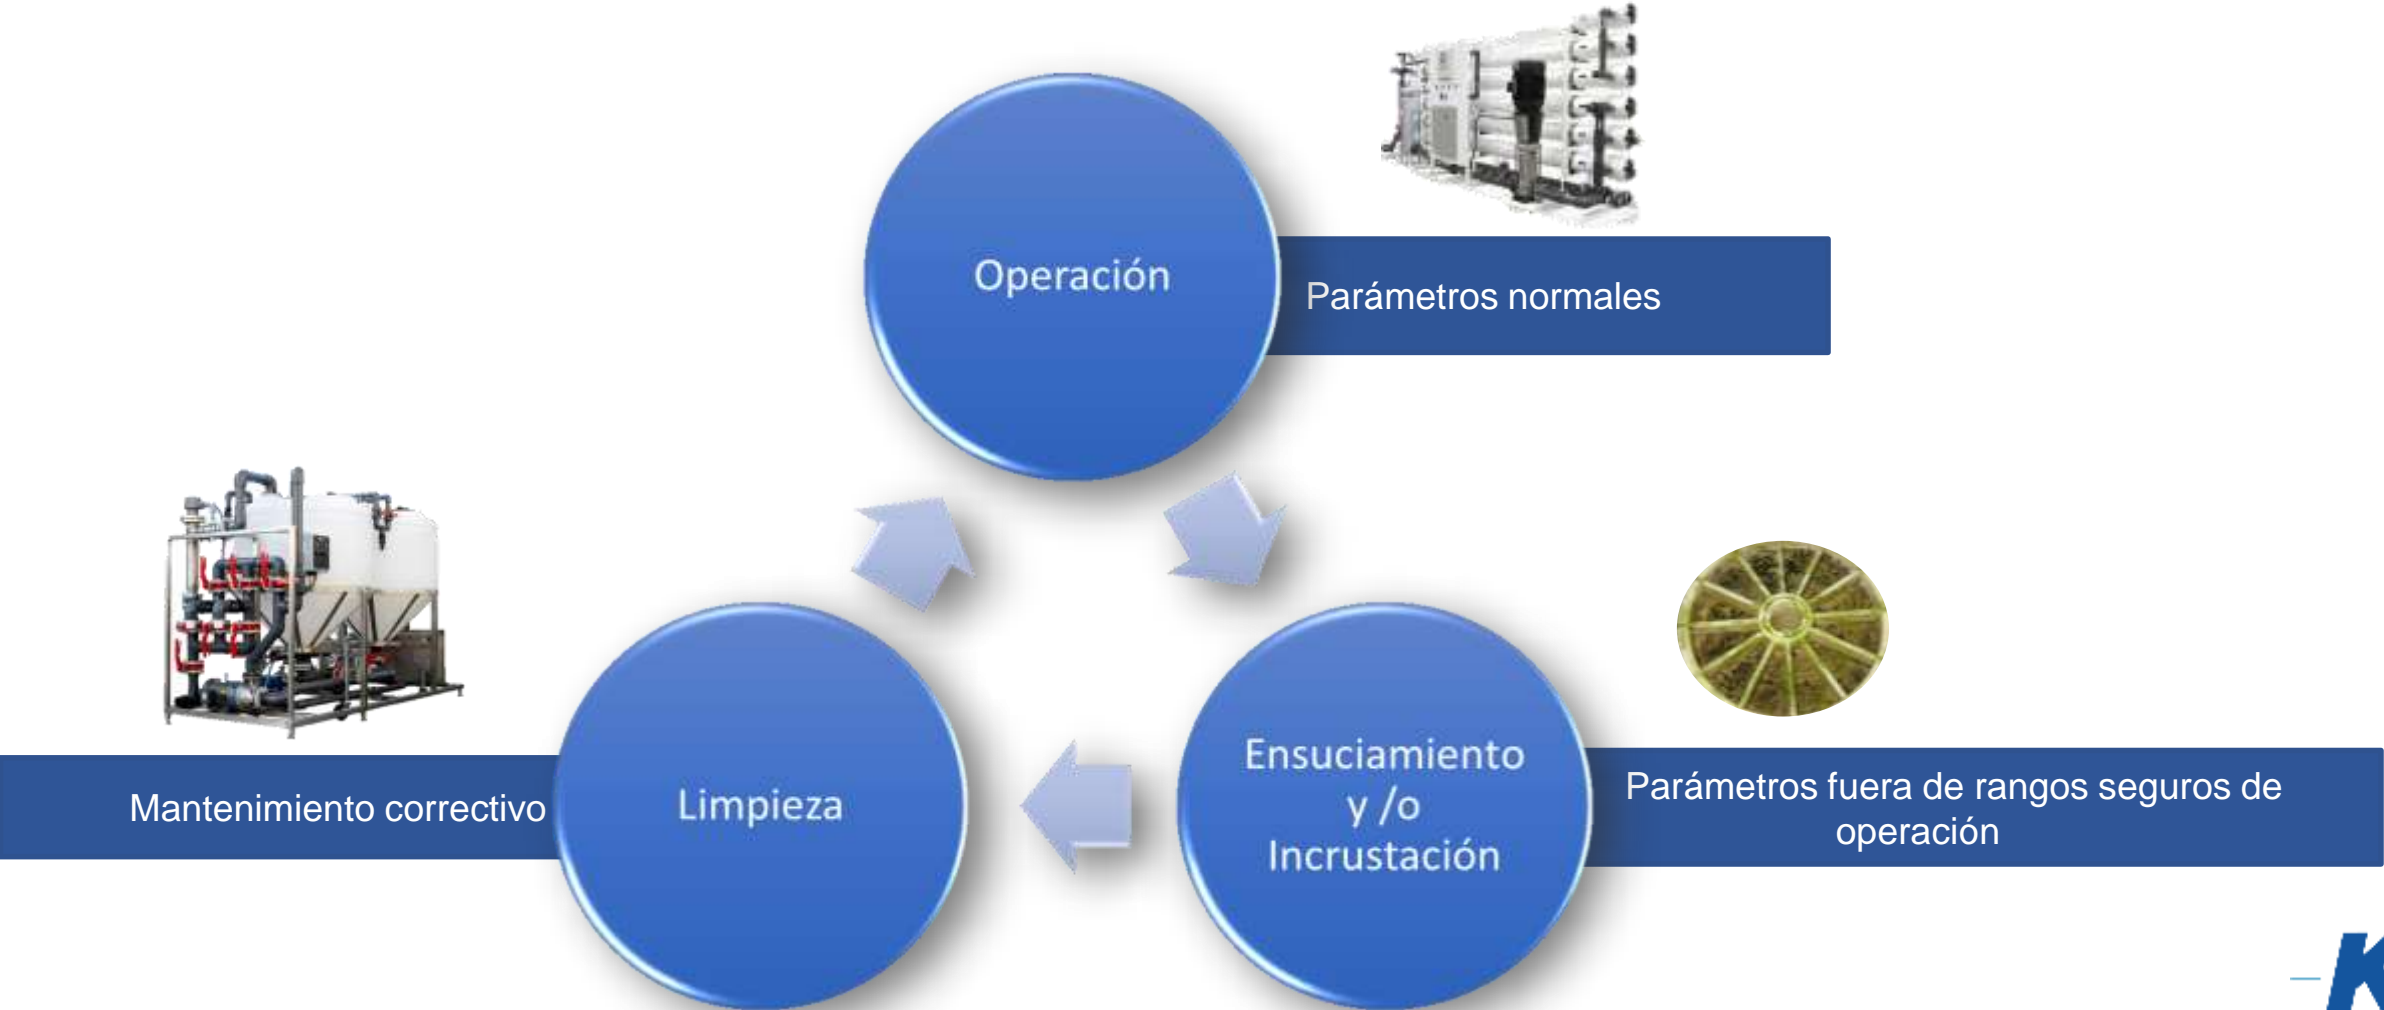 Operación
Parámetros normales
Ensuciamiento
y /o
Incrustación
Parámetros fuera de rangos seguros de
operación
Limpieza
Mantenimiento correctivo
K